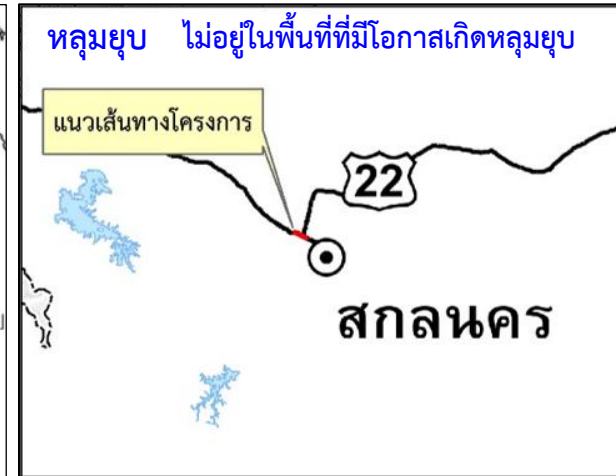 หลุมยุบ ไม่อยู่ในพื้นที่ที่มีโอกาสเกิดหลุมยุบ
แนวเส้นทางโครงการ
22
สกลนคร